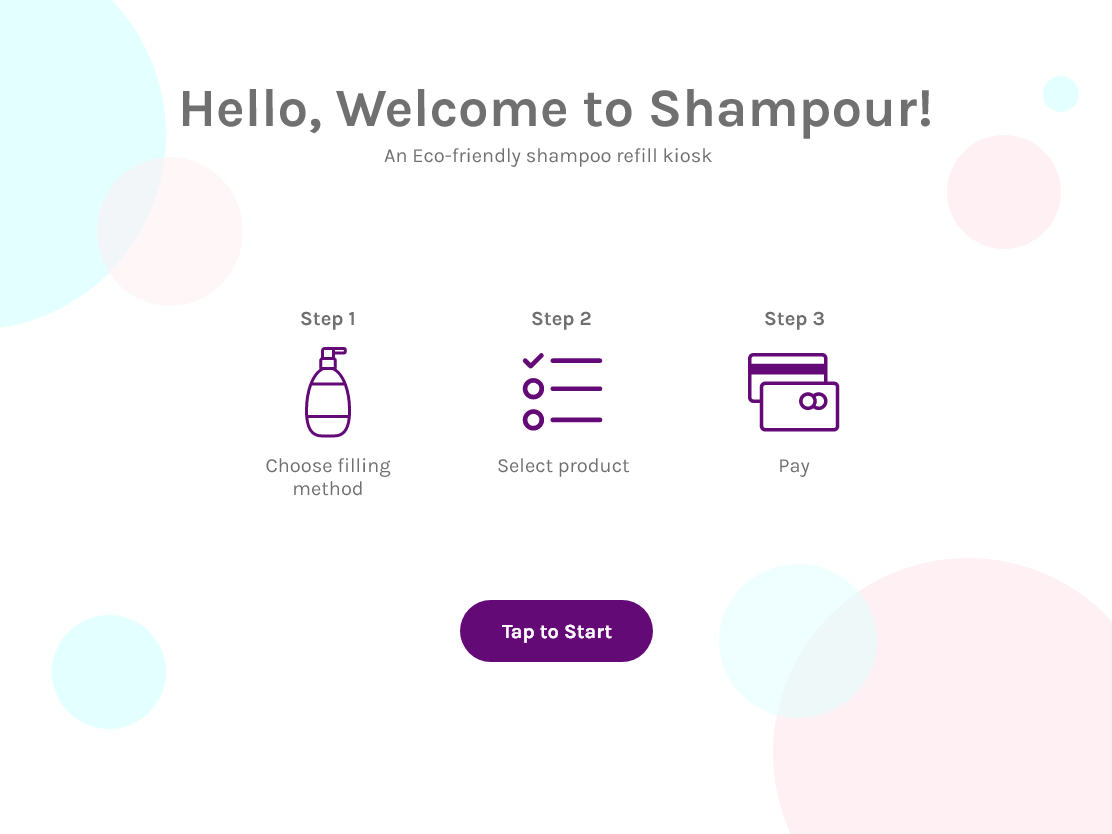 Hello, Welcome to Shampour!
An Eco-friendly shampoo refill kiosk
Step 1
Choose filling
method
Step 2
Select product
Step 3
Pay
Tap to Start